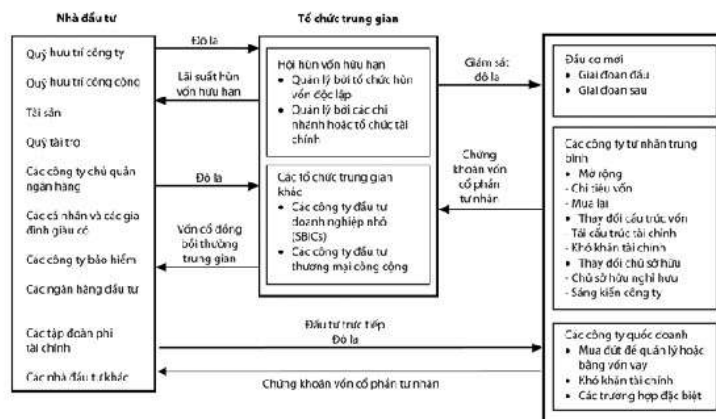 Nhà đầu tư
Tổ chức trung gian
Quỹ hưu trí công ty
Quỹ hưu trí công cộng
Tài sản
Quỹ tài trợ
Các công ty chủ quản
ngân hàng
Các cá nhân và các gia
đình giàu có
Các công ty bảo hiểm
Các ngân hàng đầu tư
Các tập đoàn phi
tài chính
Các nhà đầu tư khác
Đô la
Lãi suất hùn
vốn hưu hạn
Đô la
Vốn cổ đông
bồi thường
trung gian
Hội hùn vốn hưu hạn
• Quản lý bởi tổ chức hùn
vốn độc lập
• Quản lý bởi các chi
nhánh hoặc tổ chức tài
chính
Các tổ chức trung gian
khác
• Các công ty đầu tư
doanh nghiệp nhỏ
(SBICs)
• Các công ty đầu tư
thương mại công cộng
Giám sát
đô la
Chứng
khoán vốn
cổ phần
tư nhân
Đầu cơ mới
• Giai đoạn đầu
• Giai đoạn sau
Các công ty tư nhân trung
bình
• Mở rộng
- Chi tiêu vốn
- Mua lại
• Thay đổi cấu trúc vốn
- Tái cấu trúc tài chính
- Khó khăn tài chính
• Thay đổi chủ sở hữu
- Chủ sở hữu nghỉ hưu
- Sáng kiến công ty
Các công ty quốc doanh
• Mua đứt để quản lý hoặc
bằng vốn vay
• Khó khăn tài chính
• Các trường hợp đặc biệt
Đầu tư trực tiếp
Đô la
Chứng khoán vốn cổ phần tư nhân